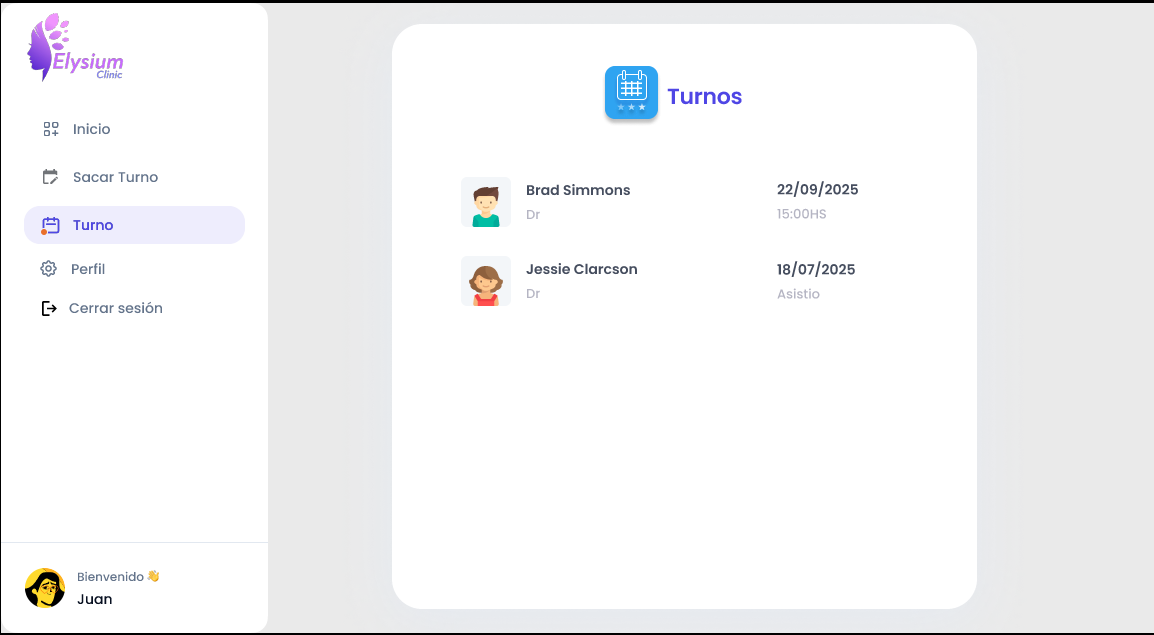 Elysium
Clinic
Inicio
Sacar Turno
Turno
Perfil
Cerrar sesión
Bienvenido 👋
Juan
Turnos
Brad Simmons
Dr
22/09/2025
15:00HS
Jessie Clarcson
Dr
18/07/2025
Asistio